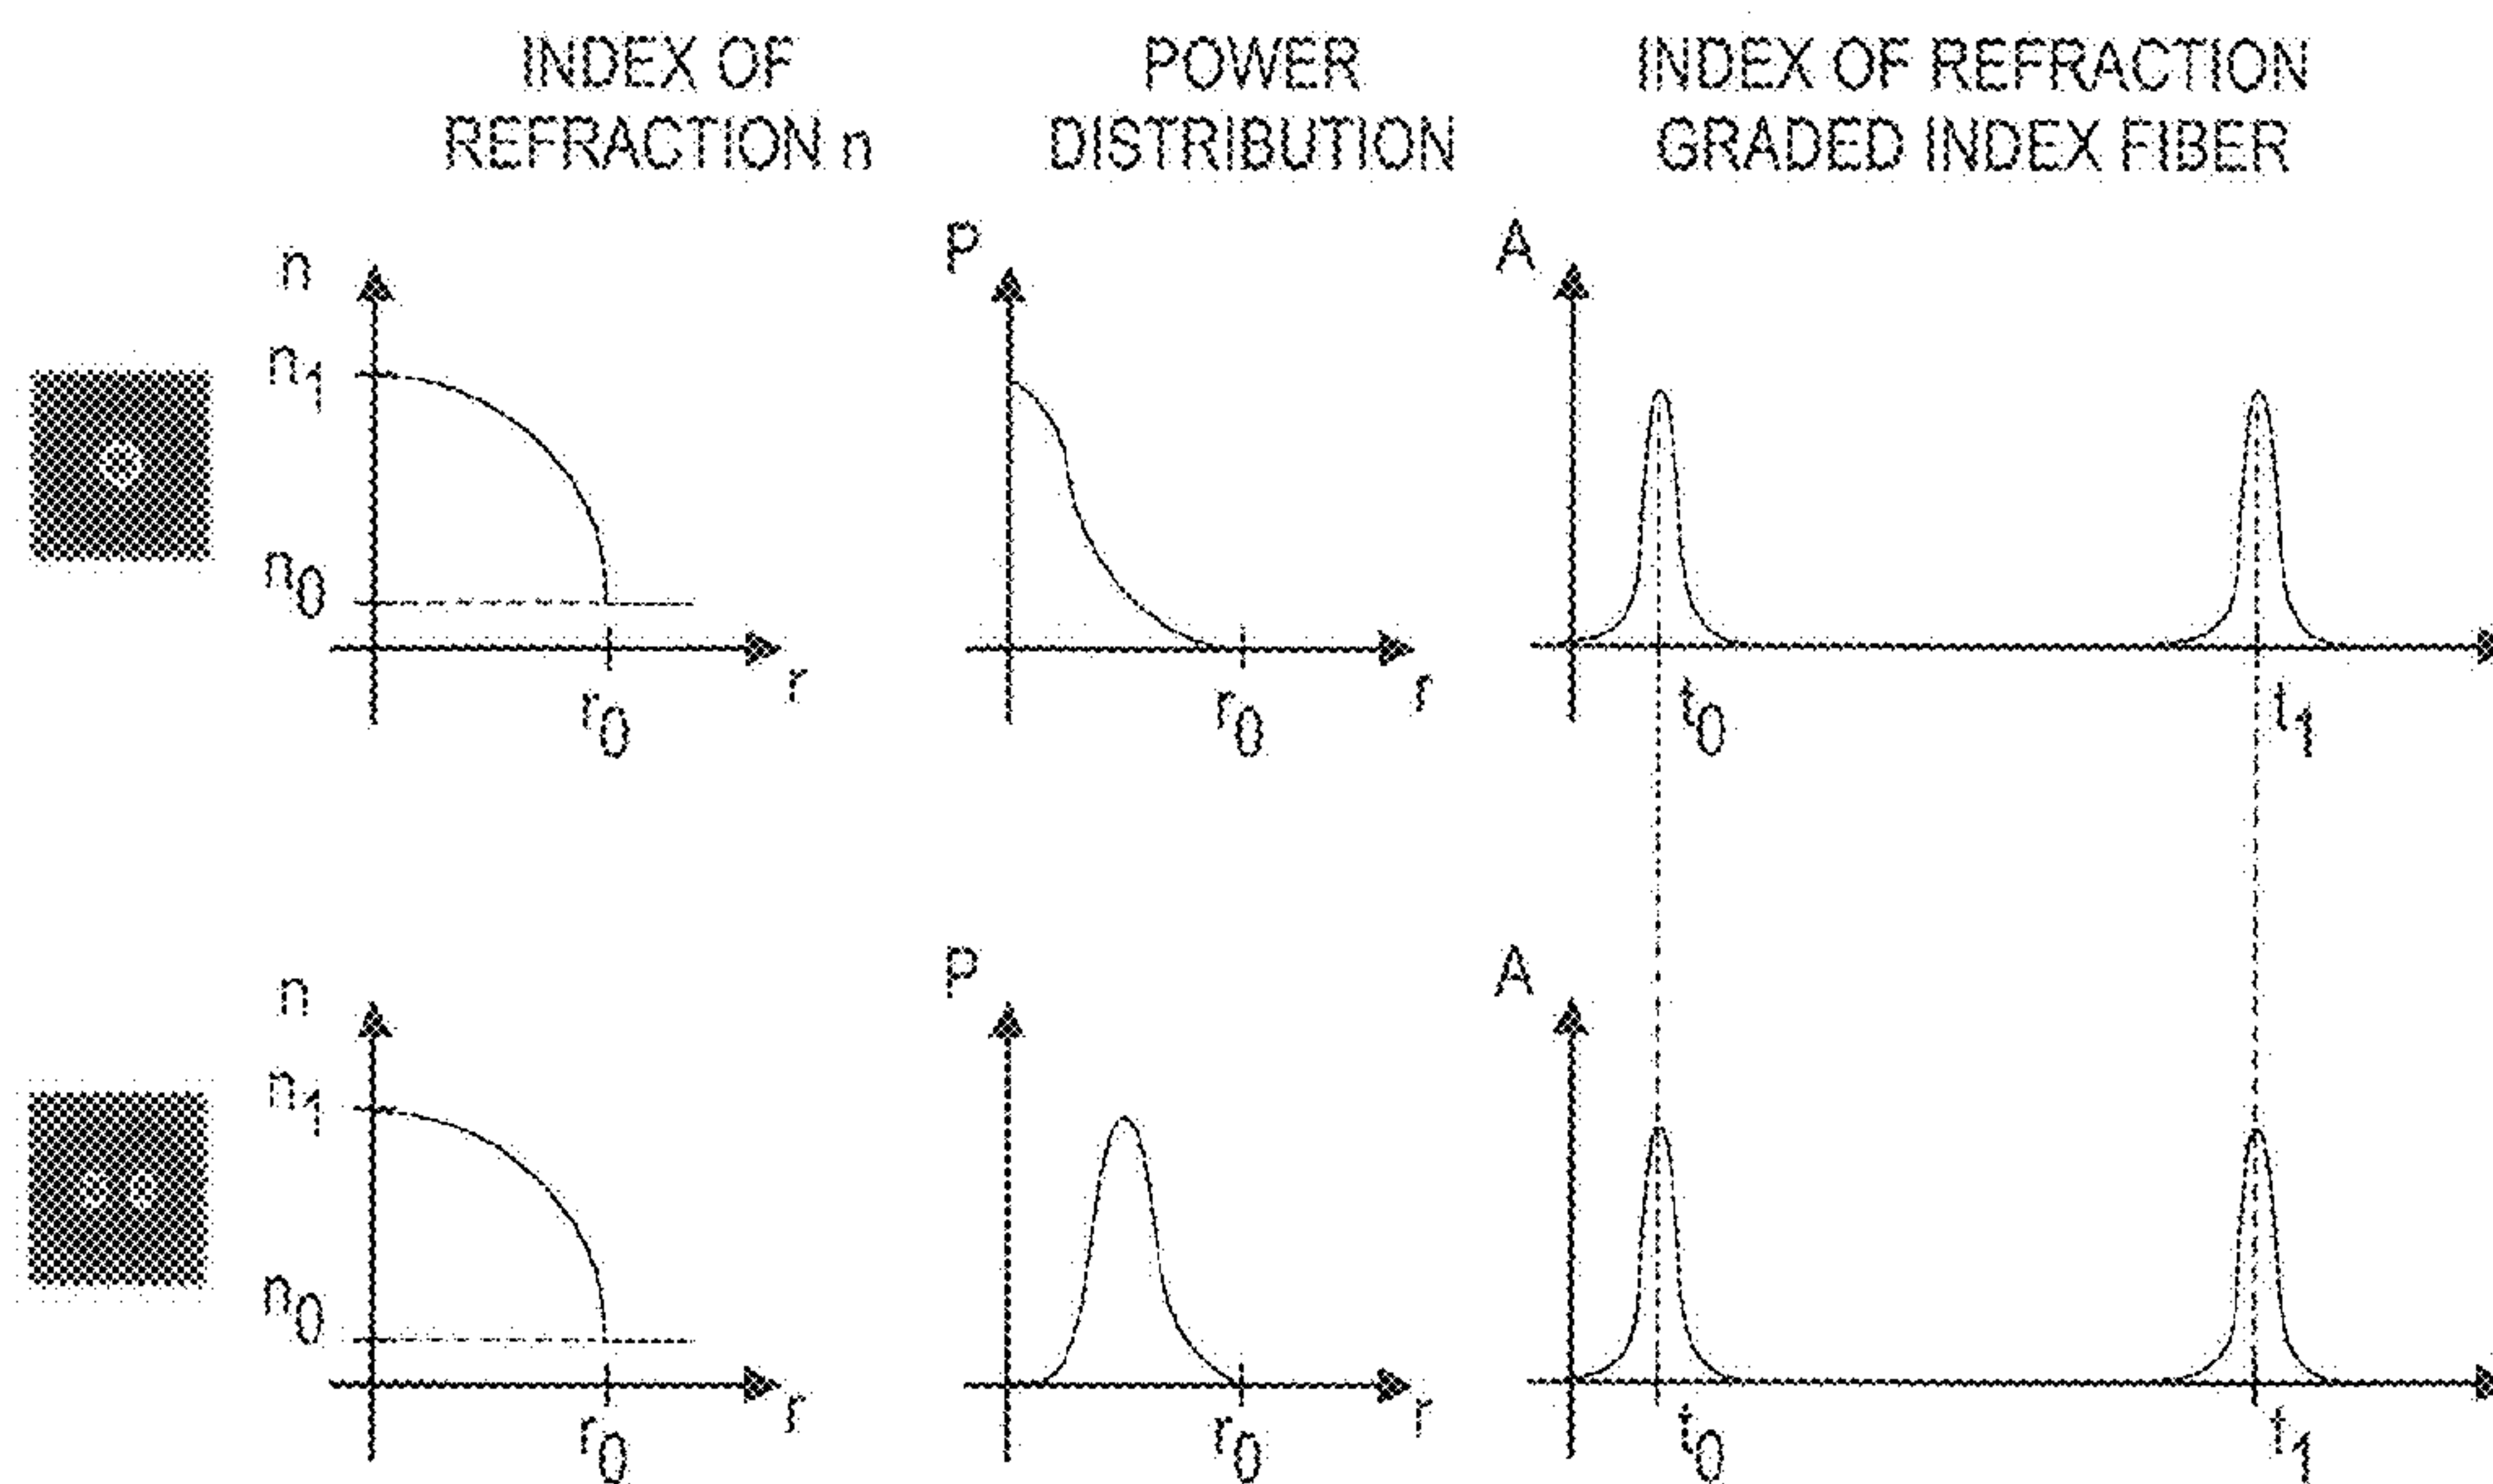 INDEX OF
REFRACTION n
POWER
DISTRIBUTION
INDEX OF REFRACTION
GRADED INDEX FIBER
n
n1
n0
r0
r
P
r0
r
A
t0
t1
n
n1
n0
r0
r
P
r0
r
A
t0
t1